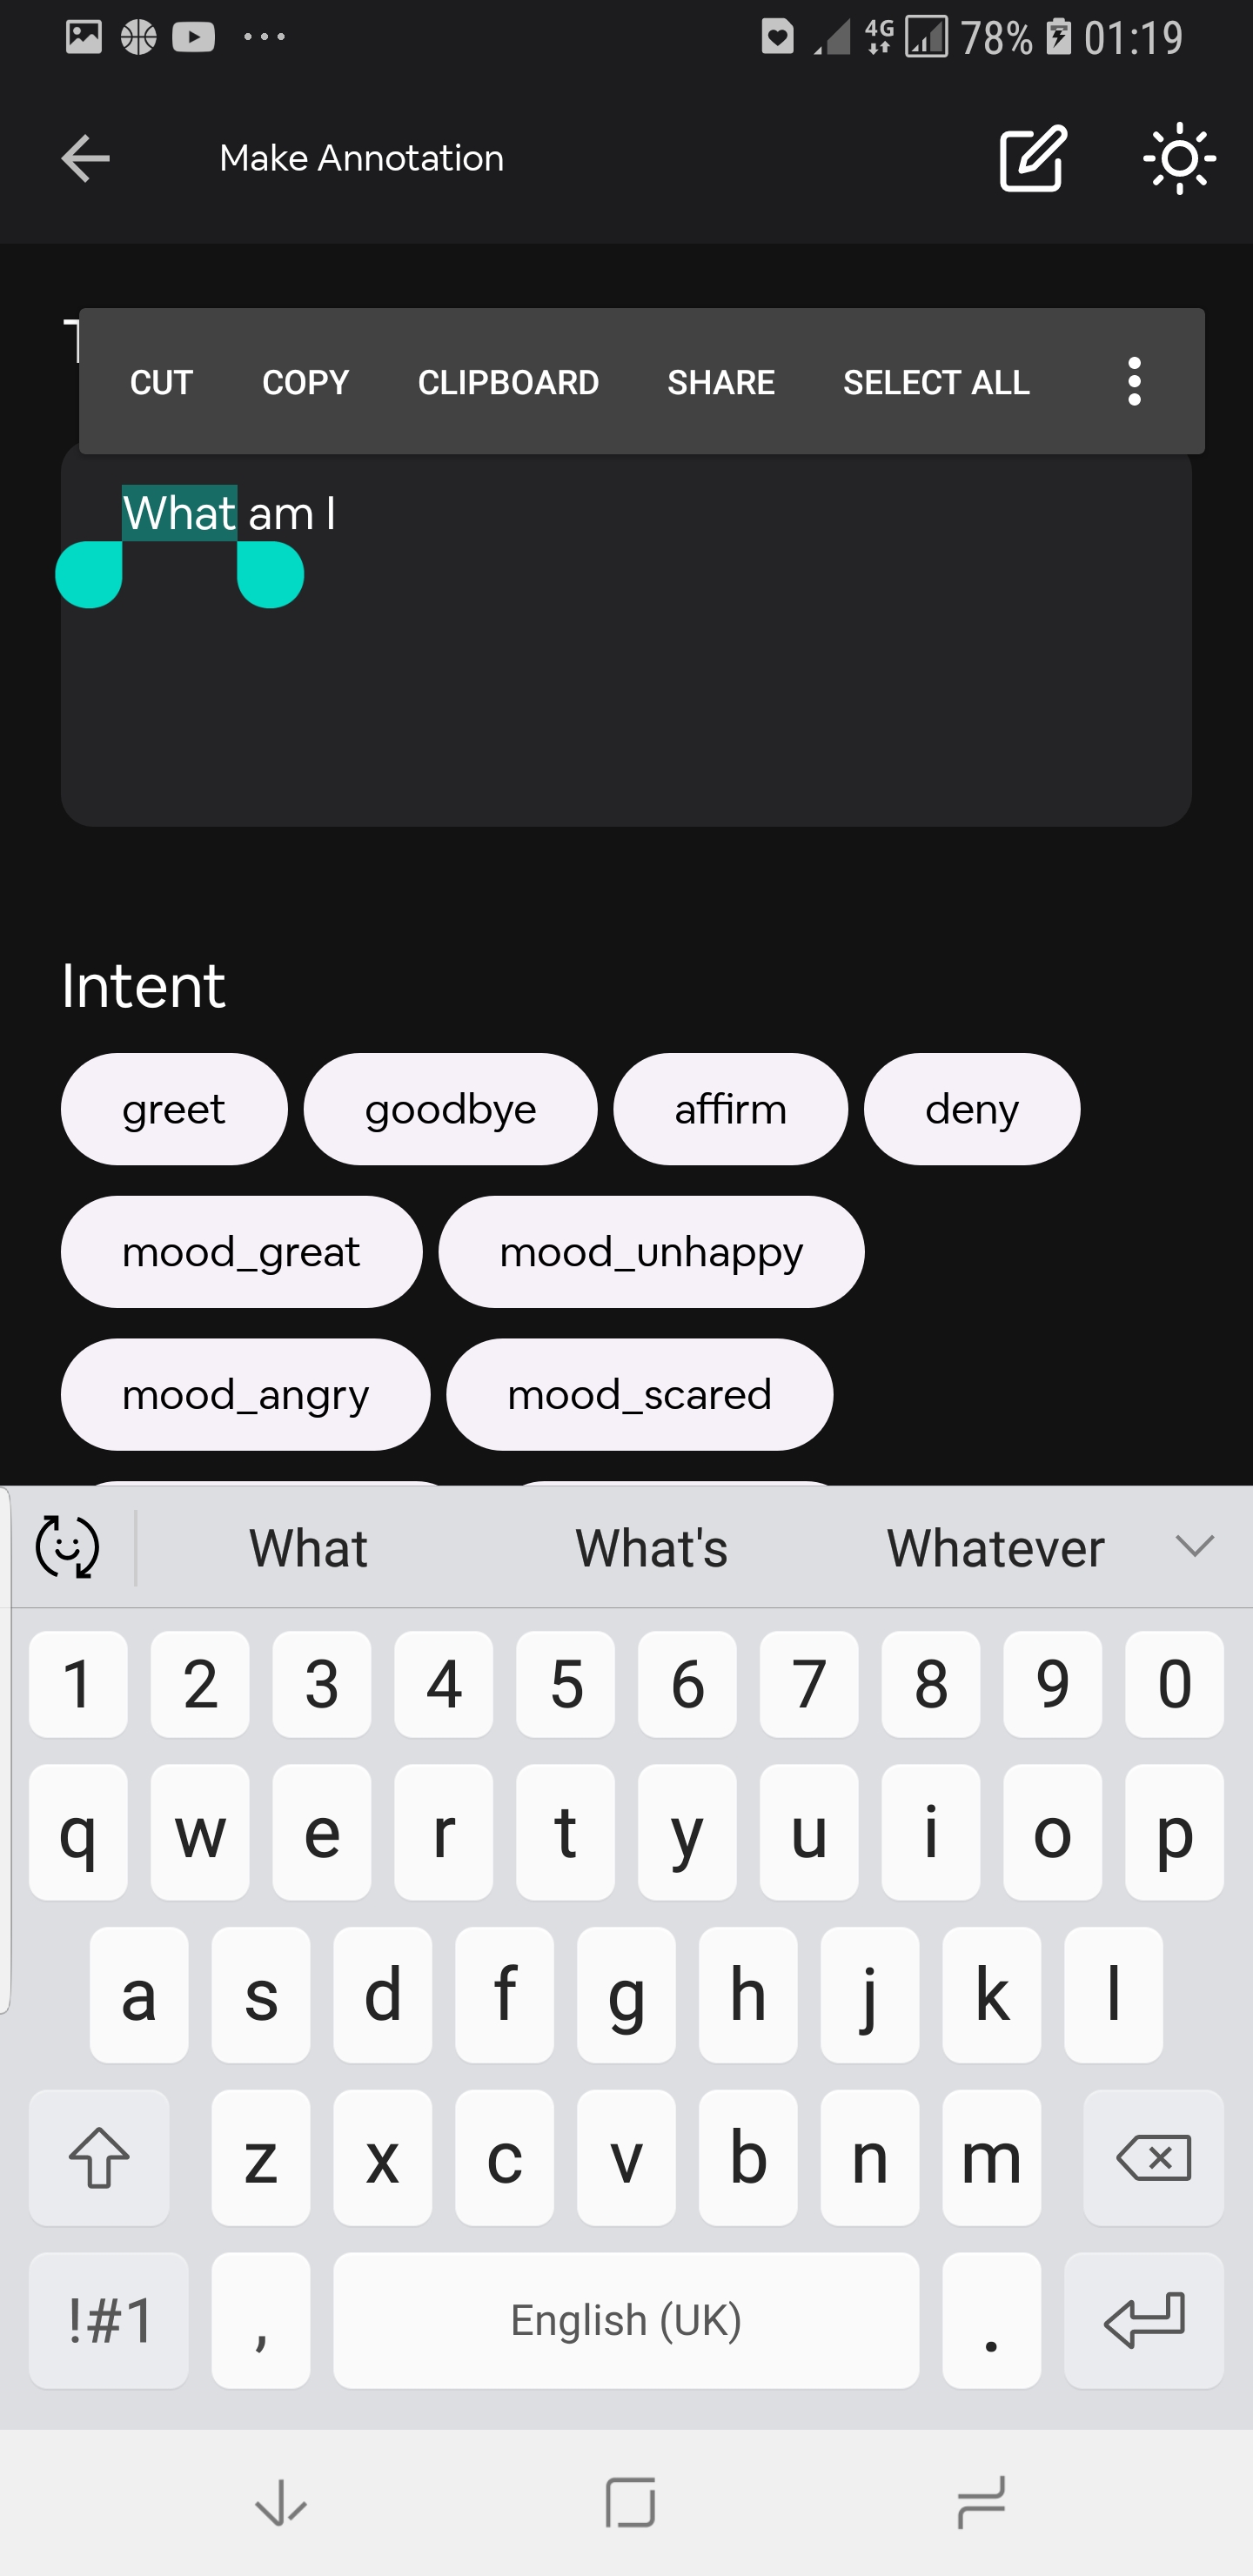 4G 78% 01:19
Make Annotation
CUT COPY CLIPBOARD SHARE SELECT ALL
What am I
Intent
greet goodbye affirm deny
mood_great mood_unhappy
mood_angry mood_scared
What What's Whatever
1 2 3 4 5 6 7 8 9 0
q w e r t y u i o p
a s d f g h j k l
z x c v b n m
!#1 , English (UK) .